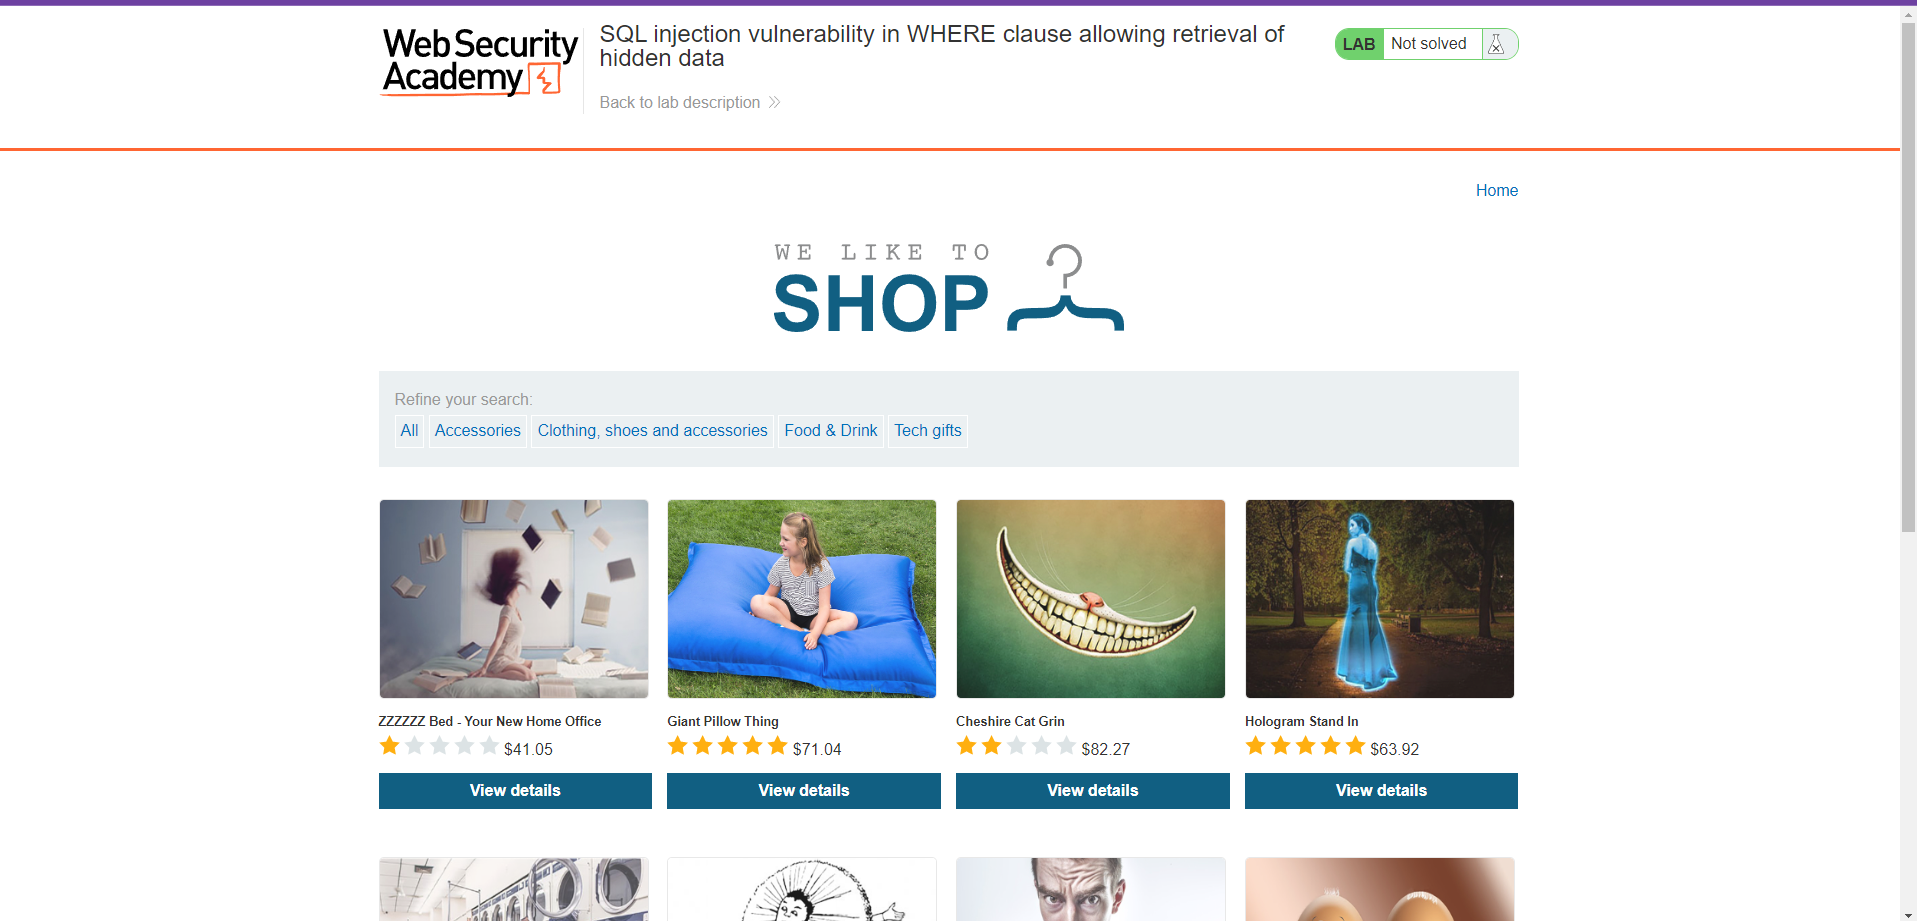 Web Security
Academy
SQL injection vulnerability in WHERE clause allowing retrieval of
hidden data
Back to lab description
LAB Not solved
Home
WE LIKE TO
SHOP
Refine your search:
All Accessories Clothing, shoes and accessories Food & Drink Tech gifts
ZZZZZZ Bed - Your New Home Office
$41.05
View details
Giant Pillow Thing
$71.04
View details
Cheshire Cat Grin
$82.27
View details
Hologram Stand In
$63.92
View details